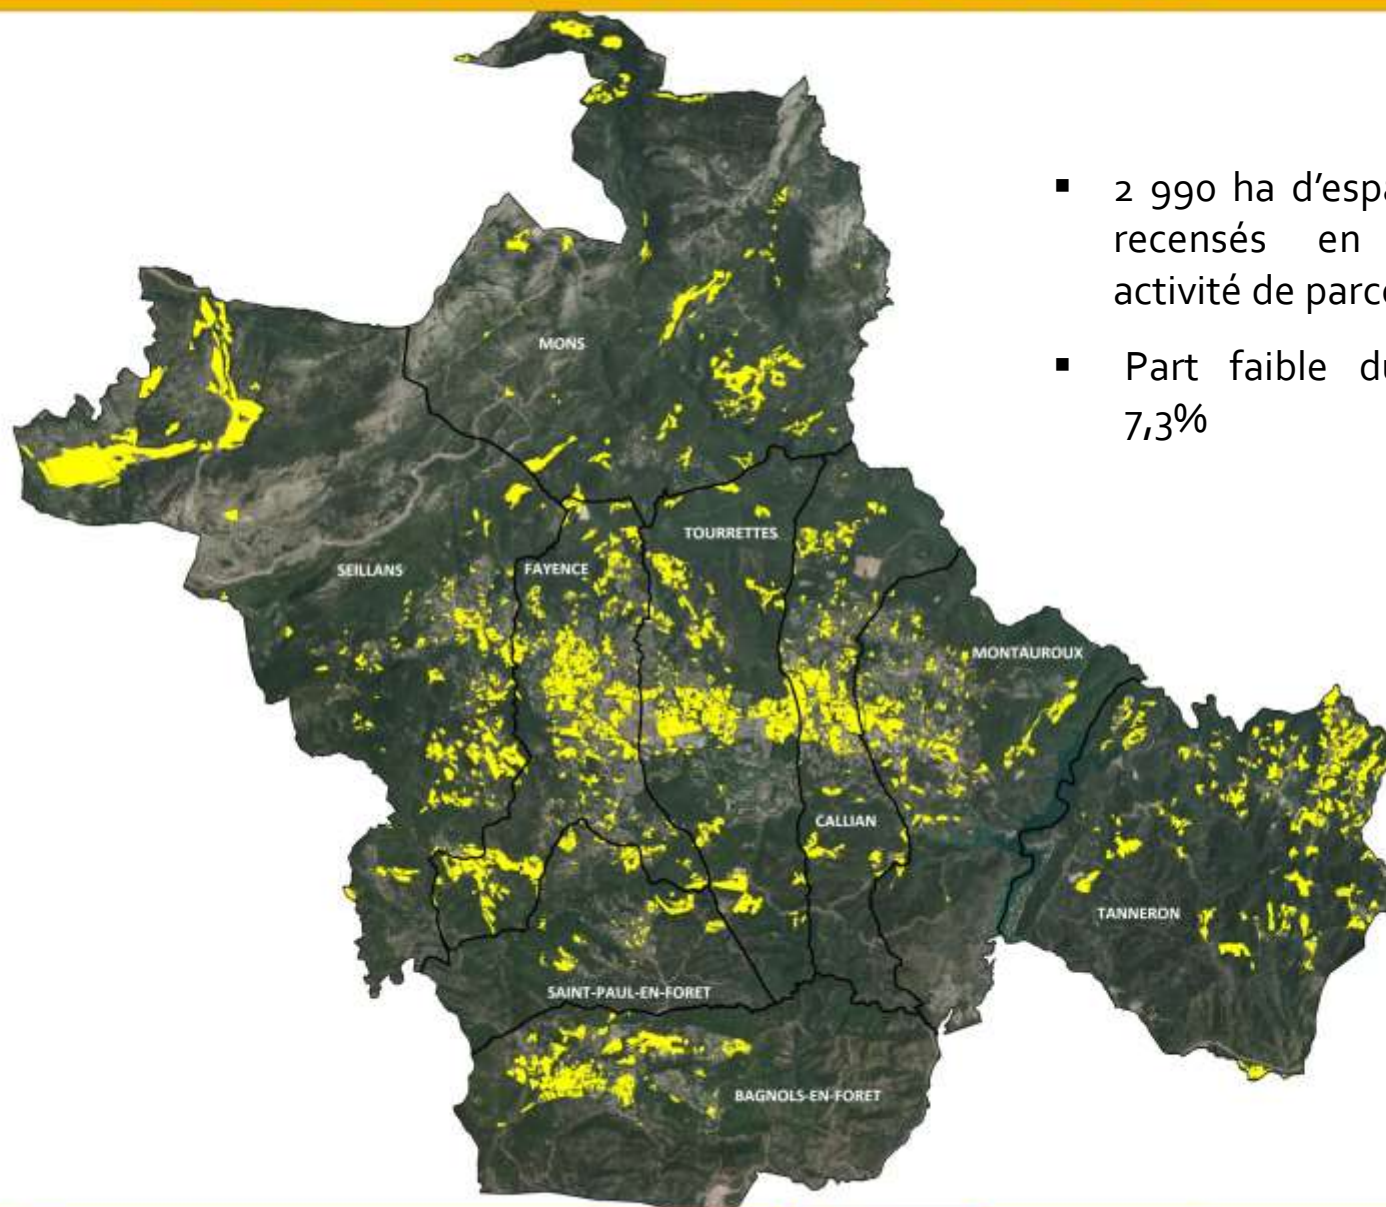 2 990 ha d'espa
recensés en
activité de parc
Part faible du
7,3%
MONS
TOURRETTES
SEILLANS
FAYENCE
MONTAUROUX
CALLIAN
TANNERON
SAINT-PAUL-EN-FORET
BAGNOLS-EN-FORET